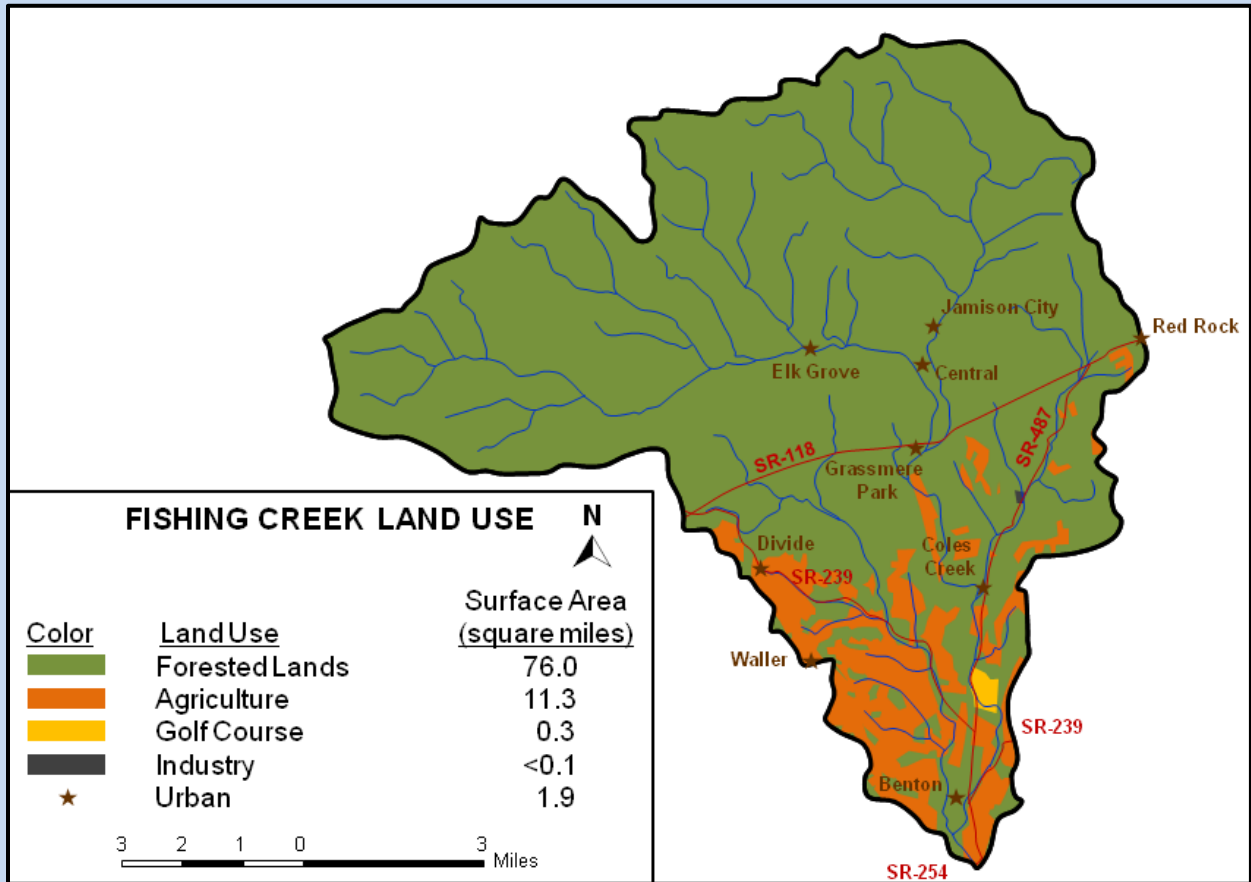 Jamison City
Red Rock
Elk Grove
Central
SR-118
SR-487
Grassmere
Park
FISHING CREEK LAND USE
N
Divide
Coles
Creek
SR-239
Surface Area
Color Land Use (square miles)
Waller
Forested Lands 76.0
Agriculture 11.3
Golf Course 0.3
SR-239
Industry <0.1
Benton
Urban 1.9
3 2 1 0 3
Miles
SR-254